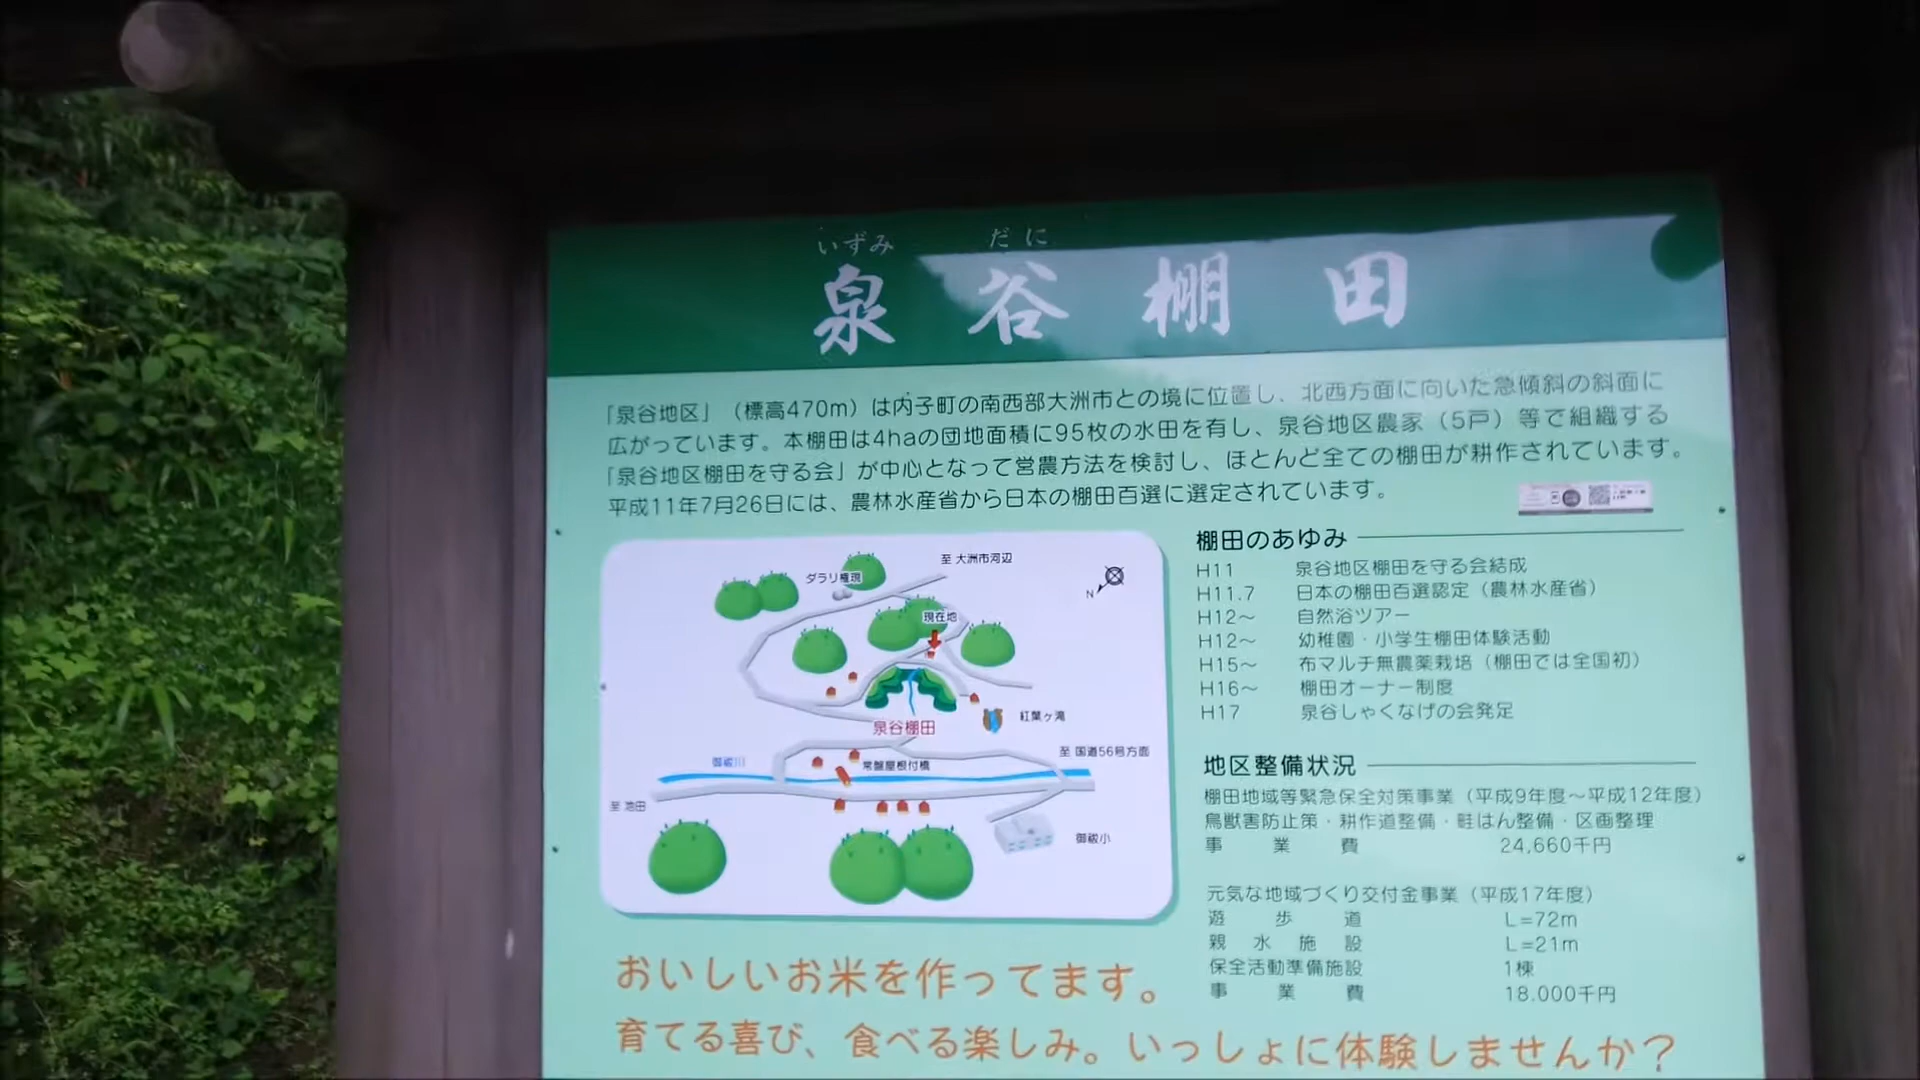 いずみ だに
泉谷棚田
「泉谷地区」(標高470m)は内子町の南西部大洲市との境に位置し、北西方面に向いた急傾斜の斜面に
広がっています。本棚田は4haの団地面積に95枚の水田を有し、泉谷地区農家(5戸)等で組織する
「泉谷地区棚田を守る会」が中心となって営農方法を検討し、ほとんど全ての棚田が耕作されています。
平成11年7月26日には、農林水産省から日本の棚田百選に選定されています。
至 大洲市河辺
ダラリ権現
N
現在地
紅葉ヶ滝
泉谷棚田
至 国道56号方面
御祓川
常盤屋根付橋
至 池田
御祓小
棚田のあゆみ
H11 泉谷地区棚田を守る会結成
H11.7 日本の棚田百選認定(農林水産省)
H12~ 自然浴ツアー
H12~ 幼稚園・小学生棚田体験活動
H15~ 布マルチ無農薬栽培(棚田では全国初)
H16~ 棚田オーナー制度
H17 泉谷しゃくなげの会発足
地区整備状況
棚田地域等緊急保全対策事業(平成9年度~平成12年度)
鳥獣害防止策・耕作道整備・畦はん整備・区画整理
事業費 24,660千円
元気な地域づくり交付金事業(平成17年度)
遊歩道 L=72m
親水施設 L=21m
保全活動準備施設 1棟
事業費 18.000千円
おいしいお米を作ってます。
育てる喜び、食べる楽しみ。いっしょに体験しませんか?